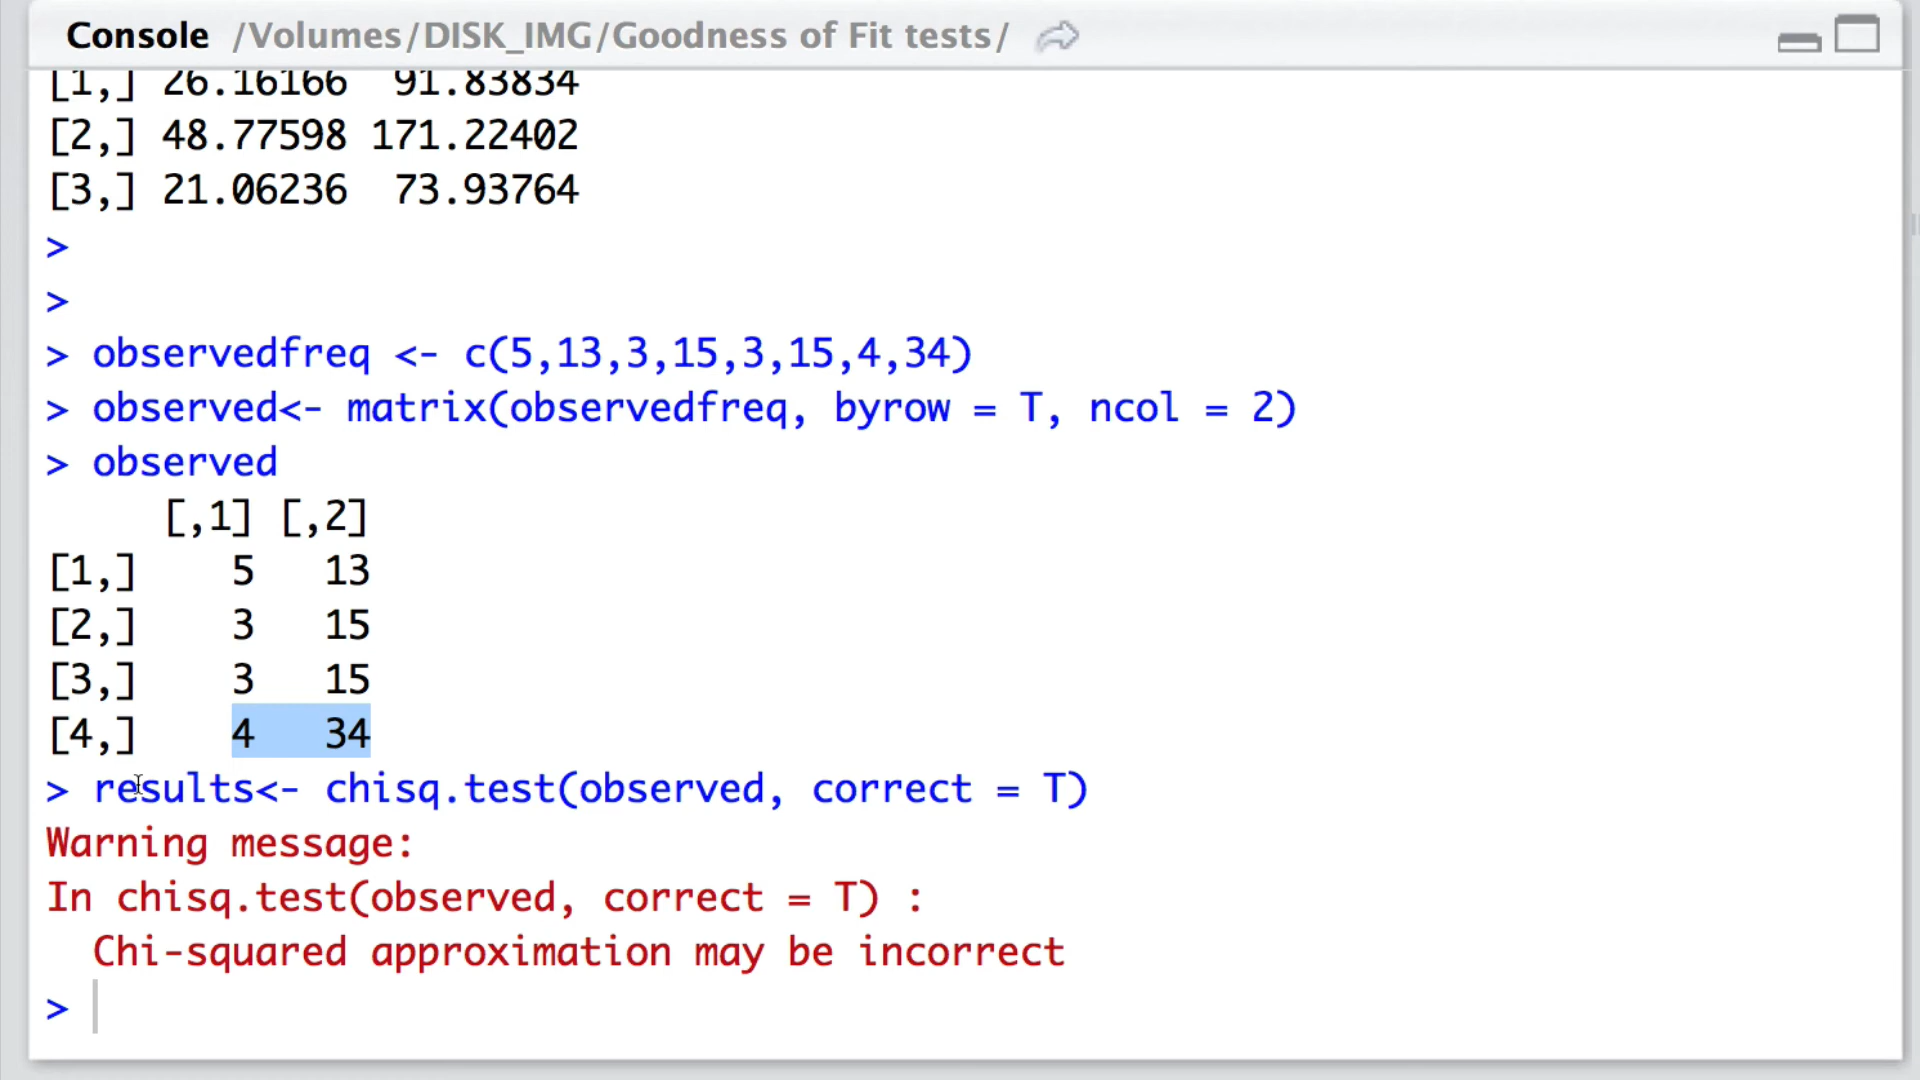 Console /Volumes/DISK_IMG/Goodness of Fit tests/
[1,] 26.16166  91.83834
[2,] 48.77598 171.22402
[3,] 21.06236  73.93764
>
>
> observedfreq <- c(5,13,3,15,3,15,4,34)
> observed<- matrix(observedfreq, byrow = T, ncol = 2)
> observed
     [,1] [,2]
[1,]    5   13
[2,]    3   15
[3,]    3   15
[4,]    4   34
> results<- chisq.test(observed, correct = T)
Warning message:
In chisq.test(observed, correct = T) :
  Chi-squared approximation may be incorrect
>